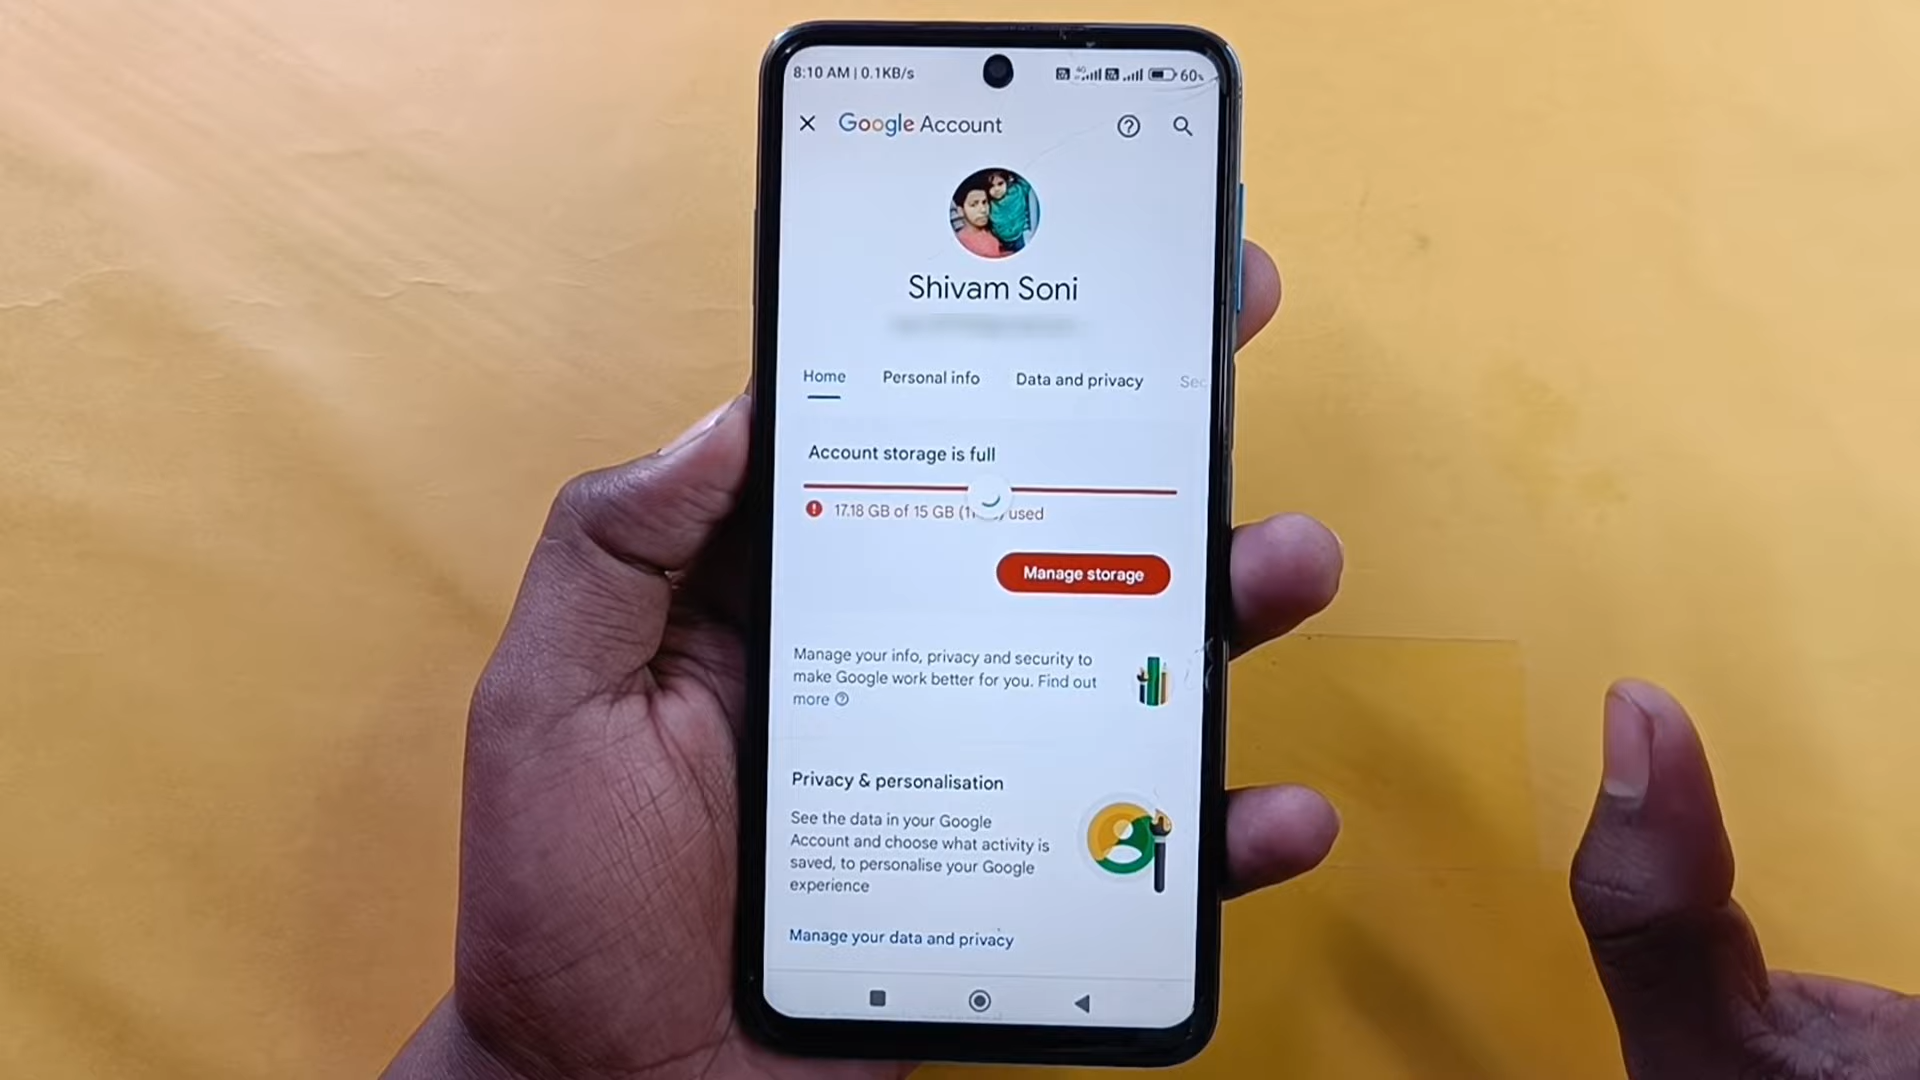 8:10 AM | 0.1KB/s
60
Google Account
Shivam Soni
Home Personal info Data and privacy Sec
Account storage is full
17.18 GB of 15 GB used
Manage storage
Manage your info, privacy and security to
make Google work better for you. Find out
more
Privacy & personalisation
See the data in your Google
Account and choose what activity is
saved, to personalise your Google
experience
Manage your data and privacy